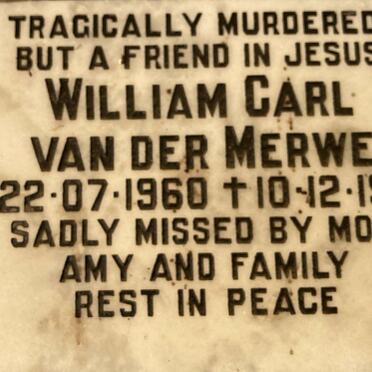 TRAGICALLY MURDERED
BUT A FRIEND IN JESUS
WILLIAM CARL
VAN DER MERWE
22·07·1960 † 10·12·19
SADLY MISSED BY MO
AMY AND FAMILY
REST IN PEACE